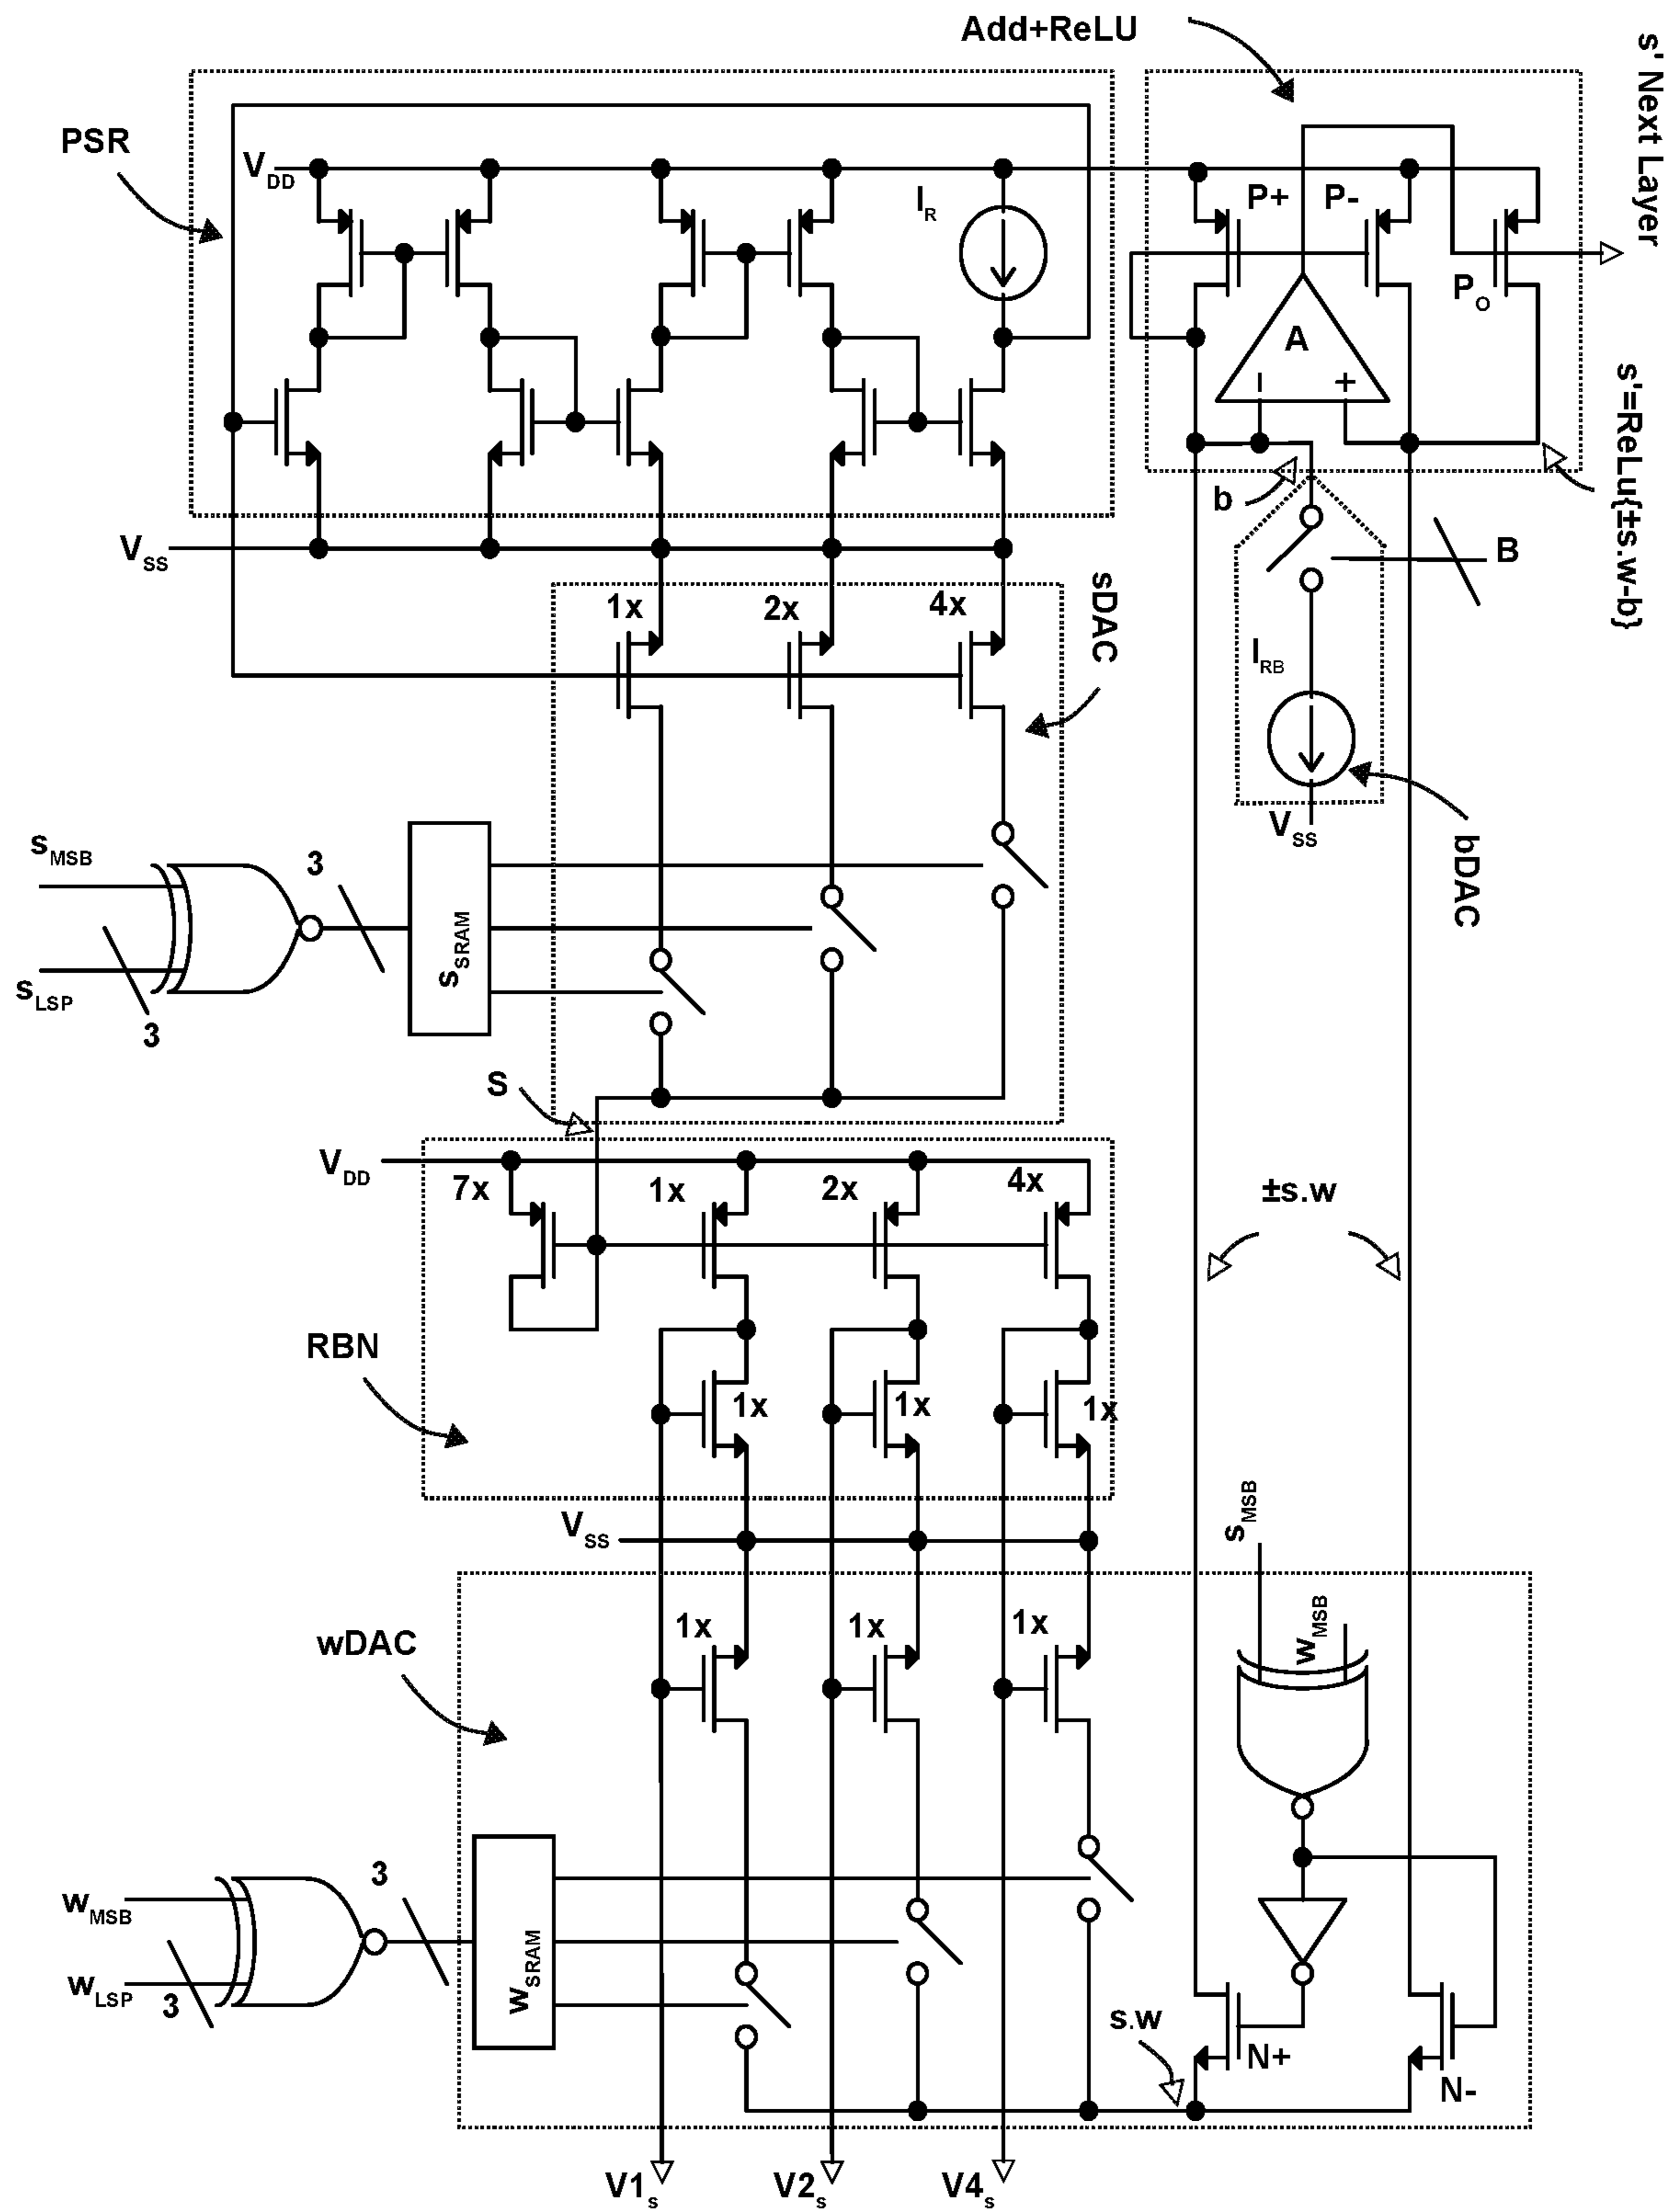 Add+ReLU
s' Next Layer
PSR
VDD
IR
P+
P-
PO
A
−
+
s'=ReLu{±s.w-b}
b
B
VSS
sDAC
1x
2x
4x
IRB
VSS
bDAC
sMSB
3
sSRAM
sLSP
3
S
VDD
7x
1x
2x
4x
±s.w
RBN
1x
1x
1x
sMSB
VSS
wDAC
1x
1x
1x
wMSB
wMSB
3
wSRAM
wLSP
3
s.w
N+
N-
V1s
V2s
V4s